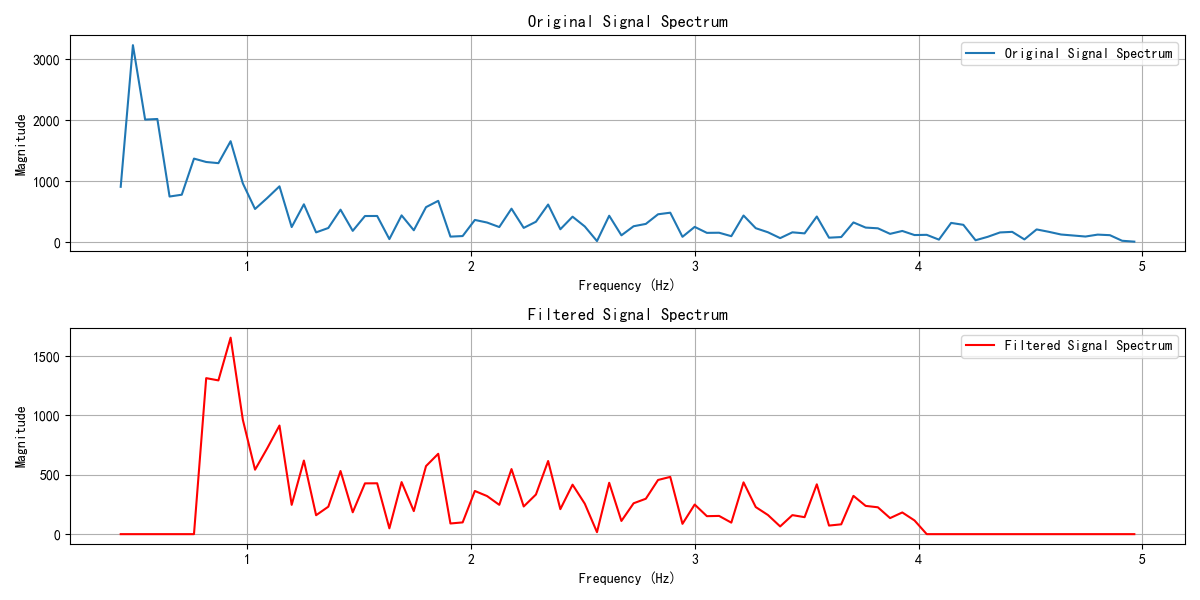 Original Signal Spectrum
Original Signal Spectrum
Magnitude
3000
2000
1000
0
1 2 3 4 5
Frequency (Hz)
Filtered Signal Spectrum
Filtered Signal Spectrum
Magnitude
1500
1000
500
0
1 2 3 4 5
Frequency (Hz)